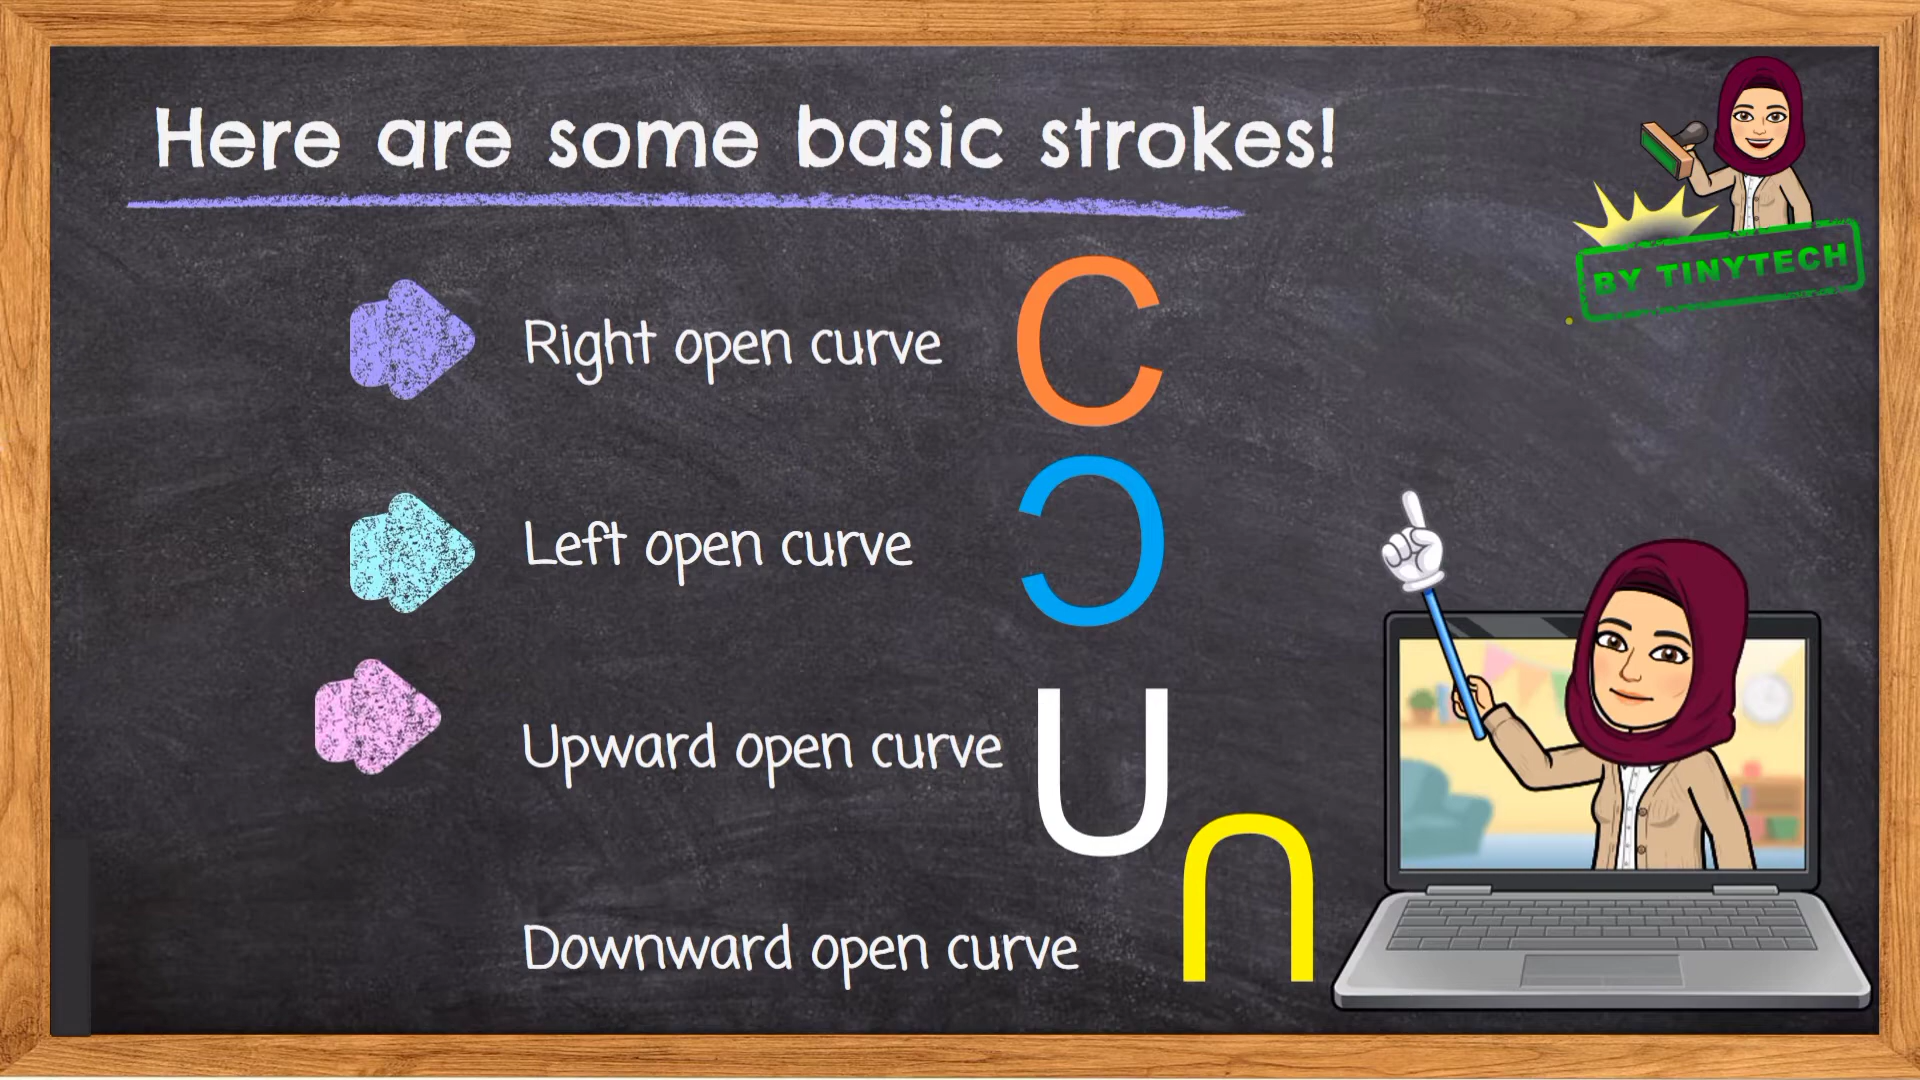 Here are some basic strokes!
BY TINYTECH
Right open curve C
Left open curve Ɔ
Upward open curve U
Downward open curve ꓵ